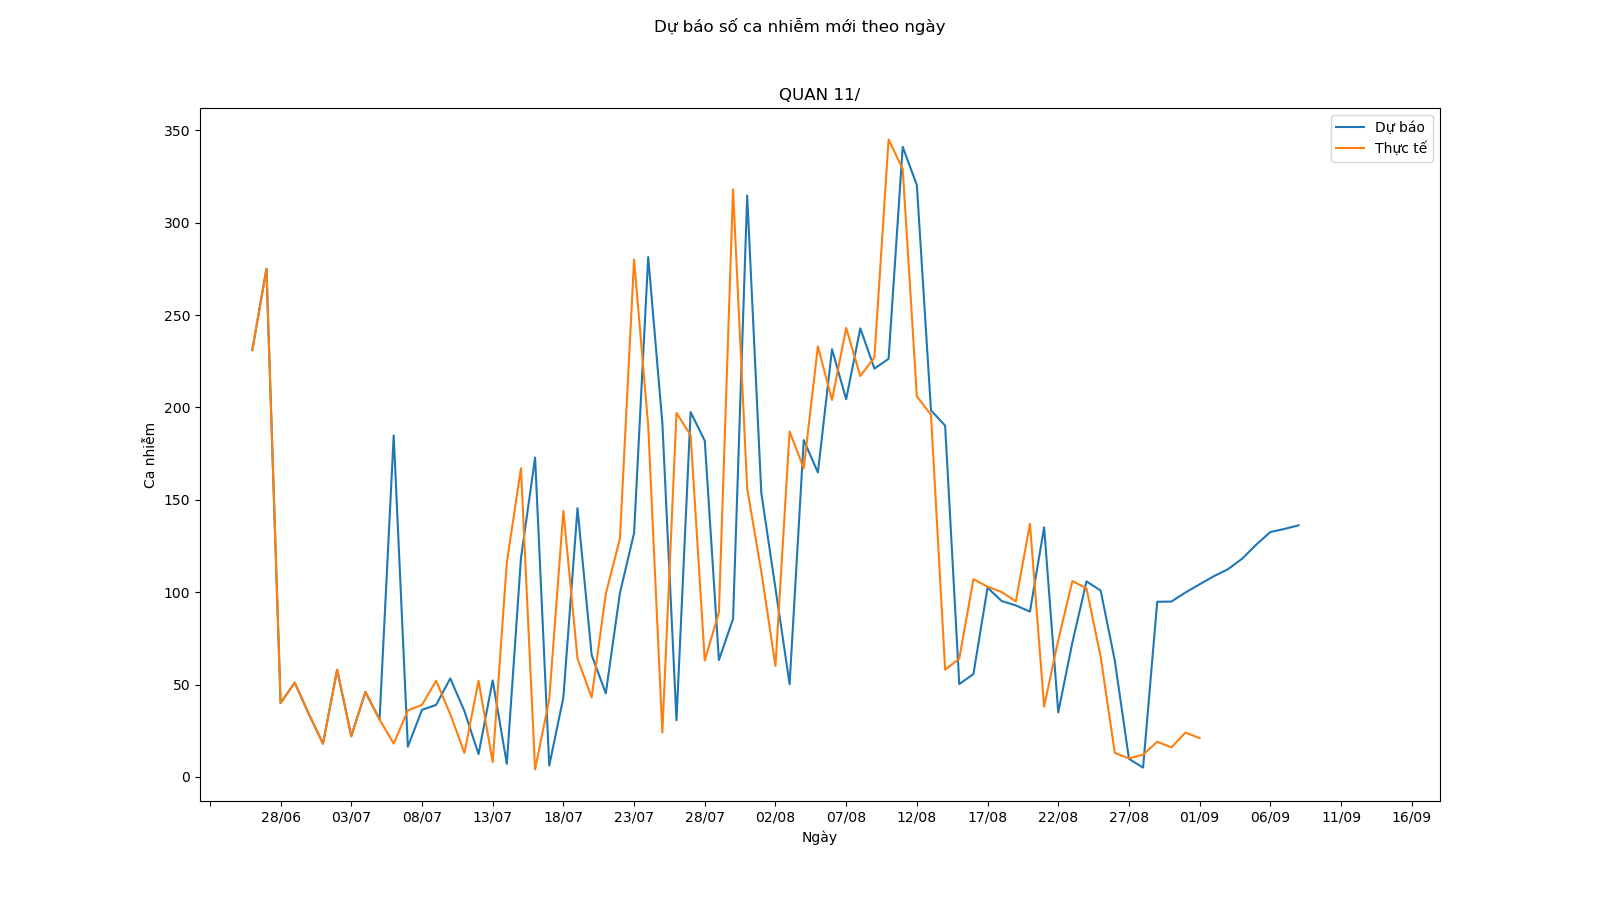 Dự báo số ca nhiễm mới theo ngày
QUAN 11/
Dự báo
Thực tế
Ca nhiễm
350
300
250
200
150
100
50
0
28/06 03/07 08/07 13/07 18/07 23/07 28/07 02/08 07/08 12/08 17/08 22/08 27/08 01/09 06/09 11/09 16/09
Ngày